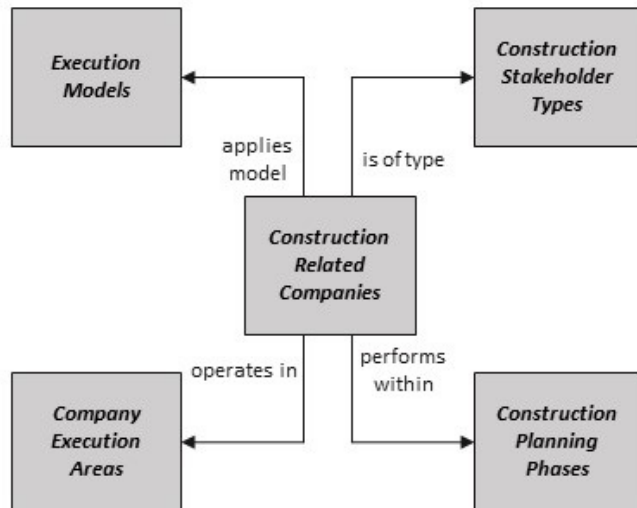 Execution
Models
Construction
Stakeholder
Types
applies
model
is of type
Construction
Related
Companies
operates in
performs
within
Company
Execution
Areas
Construction
Planning
Phases